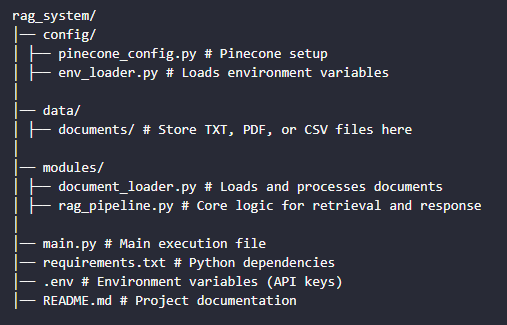 rag_system/
│── config/
│ ├── pinecone_config.py # Pinecone setup
│ ├── env_loader.py # Loads environment variables
│
│── data/
│ ├── documents/ # Store TXT, PDF, or CSV files here
│
│── modules/
│ ├── document_loader.py # Loads and processes documents
│ ├── rag_pipeline.py # Core logic for retrieval and response
│
│── main.py # Main execution file
│── requirements.txt # Python dependencies
│── .env # Environment variables (API keys)
│── README.md # Project documentation